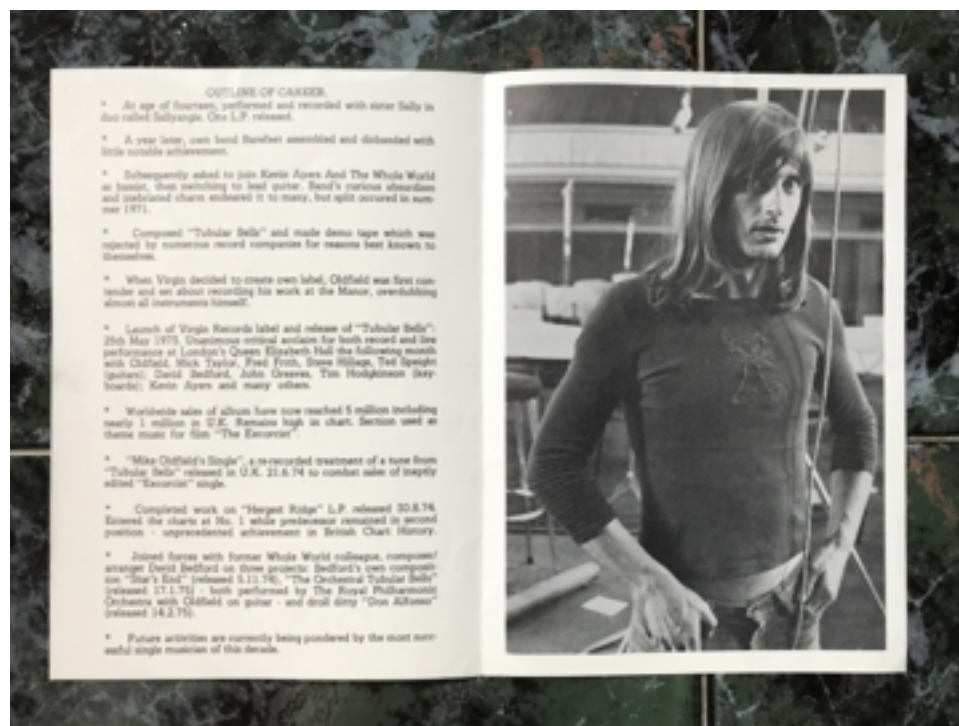 OUTLINE OF CAREER.
* At age of fourteen, performed and recorded with sister Sally in
duo called Sallyangie. One L.P. released.
* A year later, own band Barefeet assembled and disbanded with
little notable achievement.
* Subsequently asked to join Kevin Ayers And The Whole World
as bassist, then switching to lead guitar. Band's curious absurdism
and inebriated charm endeared it to many, but split occured in sum-
mer 1971.
* Composed "Tubular Bells" and made demo tape which was
rejected by numerous record companies for reasons best known to
themselves.
* When Virgin decided to create own label, Oldfield was first con-
tender and set about recording his work at the Manor, overdubbing
almost all instruments himself.
* Launch of Virgin Records label and release of "Tubular Bells":
25th May 1973. Unanimous critical acclaim for both record and live
performance at London's Queen Elizabeth Hall the following month
with Oldfield, Mick Taylor, Fred Frith, Steve Hillage, Ted Speight
(guitars); David Bedford, John Greaves, Tim Hodgkinson (key-
boards); Kevin Ayers and many others.
* Worldwide sales of album have now reached 5 million including
nearly 1 million in U.K. Remains high in chart. Section used as
theme music for film "The Exorcist".
* "Mike Oldfield's Single", a re-recorded treatment of a tune from
"Tubular Bells" released in U.K. 21.6.74 to combat sales of ineptly
edited "Exorcist" single.
* Completed work on "Hergest Ridge" L.P. released 30.8.74.
Entered the charts at No. 1 while predecessor remained in second
position - unprecedented achievement in British Chart History.
* Joined forces with former Whole World colleague, composer/
arranger David Bedford on three projects: Bedford's own composit-
ion "Star's End" (released 5.11.74), "The Orchestral Tubular Bells"
(released 17.1.75) - both performed by The Royal Philharmonic
Orchestra with Oldfield on guitar - and droll ditty "Don Alfonso"
(released 14.2.75).
* Future activities are currently being pondered by the most succ-
essful single musician of this decade.